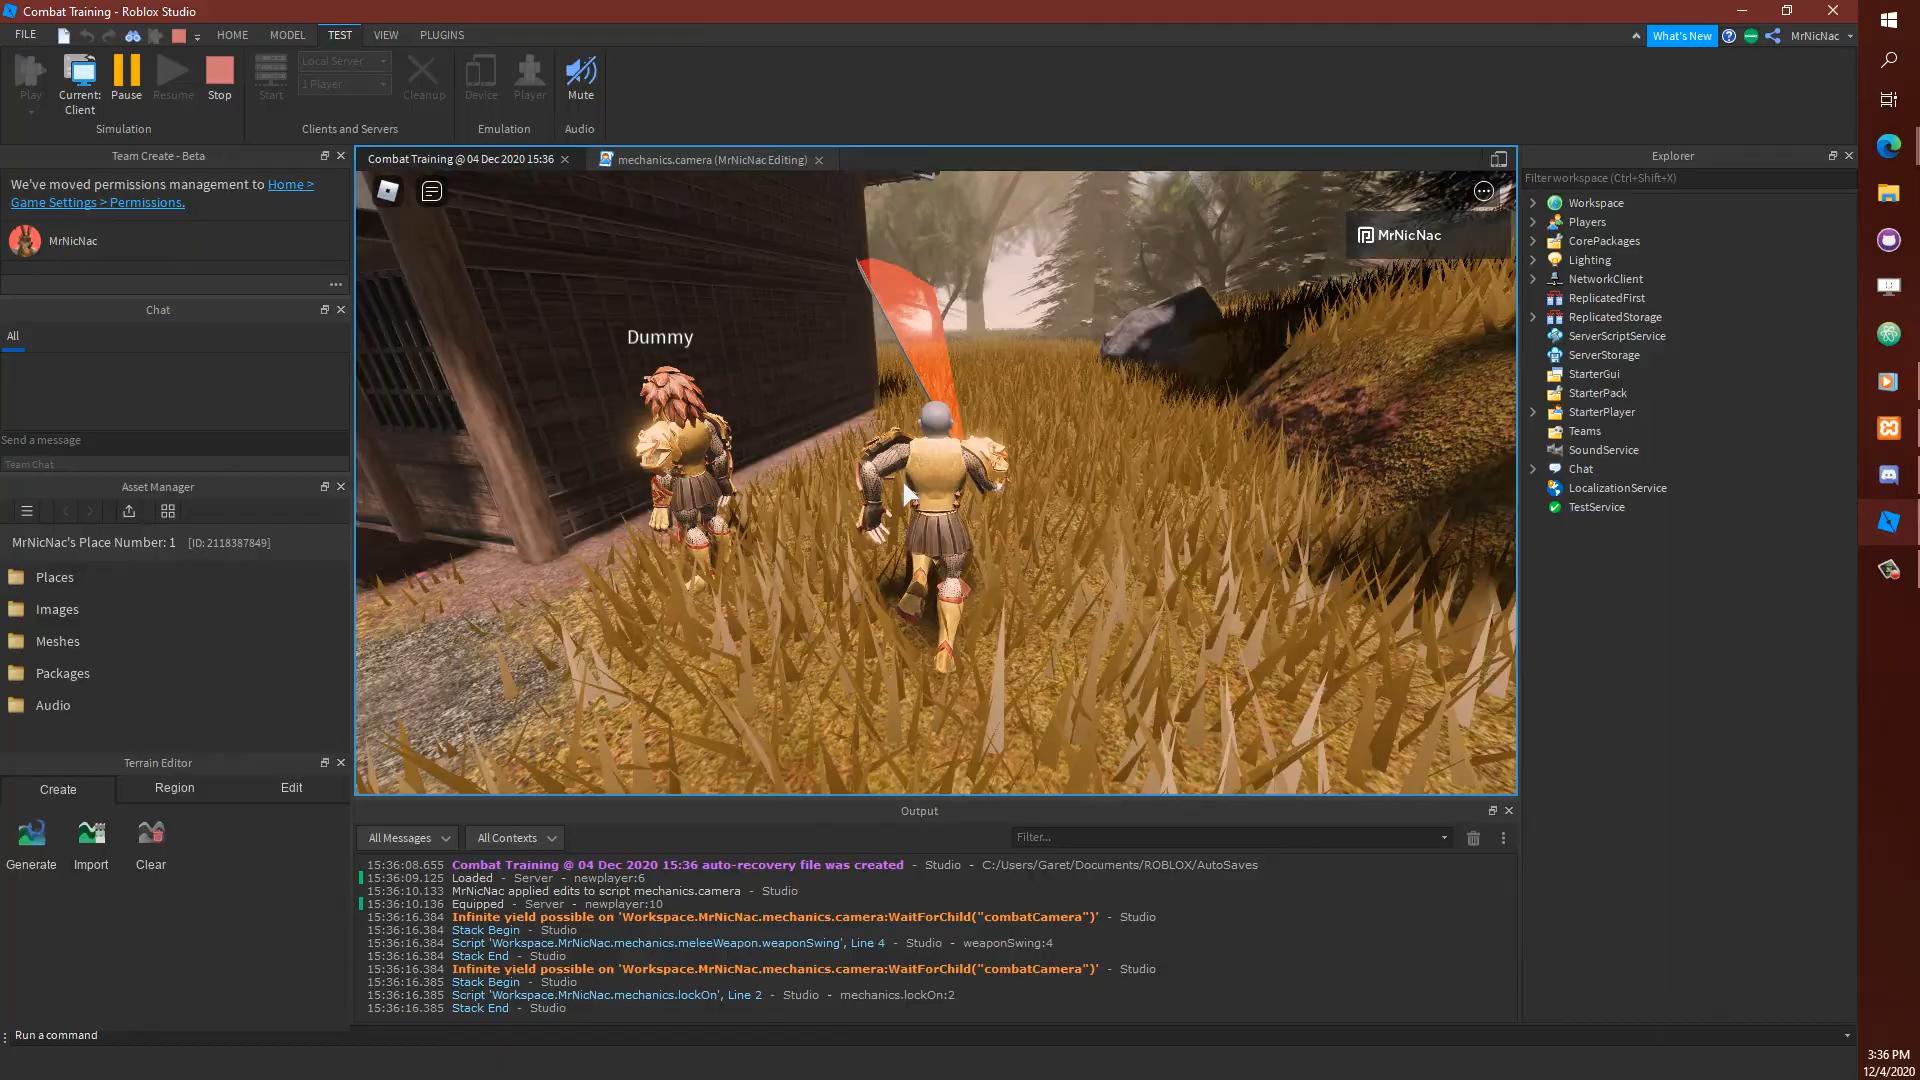 Combat Training - Roblox Studio
FILE HOME MODEL TEST VIEW PLUGINS
What's New MrNicNac
Play
Current: Client
Pause Resume Stop
Simulation
Start
Local Server
1 Player
Cleanup
Clients and Servers
Device Player
Emulation
Mute
Audio
Team Create - Beta
We've moved permissions management to Home >
Game Settings > Permissions.
MrNicNac
Chat
All
Send a message
Team Chat
Asset Manager
MrNicNac's Place Number: 1 [ID: 2118387849]
Places
Images
Meshes
Packages
Audio
Terrain Editor
Create Region Edit
Generate Import Clear
Combat Training @ 04 Dec 2020 15:36
mechanics.camera (MrNicNac Editing)
MrNicNac
Dummy
Output
All Messages All Contexts Filter...
15:36:08.655 Combat Training @ 04 Dec 2020 15:36 auto-recovery file was created - Studio - C:/Users/Garet/Documents/ROBLOX/AutoSaves
15:36:09.125 Loaded - Server - newplayer:6
15:36:10.133 MrNicNac applied edits to script mechanics.camera - Studio
15:36:10.136 Equipped - Server - newplayer:10
15:36:16.384 Infinite yield possible on 'Workspace.MrNicNac.mechanics.camera:WaitForChild("combatCamera")' - Studio
15:36:16.384 Stack Begin - Studio
15:36:16.384 Script 'Workspace.MrNicNac.mechanics.meleeWeapon.weaponSwing', Line 4 - Studio - weaponSwing:4
15:36:16.384 Stack End - Studio
15:36:16.384 Infinite yield possible on 'Workspace.MrNicNac.mechanics.camera:WaitForChild("combatCamera")' - Studio
15:36:16.385 Stack Begin - Studio
15:36:16.385 Script 'Workspace.MrNicNac.mechanics.lockOn', Line 2 - Studio - mechanics.lockOn:2
15:36:16.385 Stack End - Studio
Run a command
Explorer
Filter workspace (Ctrl+Shift+X)
Workspace
Players
CorePackages
Lighting
NetworkClient
ReplicatedFirst
ReplicatedStorage
ServerScriptService
ServerStorage
StarterGui
StarterPack
StarterPlayer
Teams
SoundService
Chat
LocalizationService
TestService
3:36 PM
12/4/2020